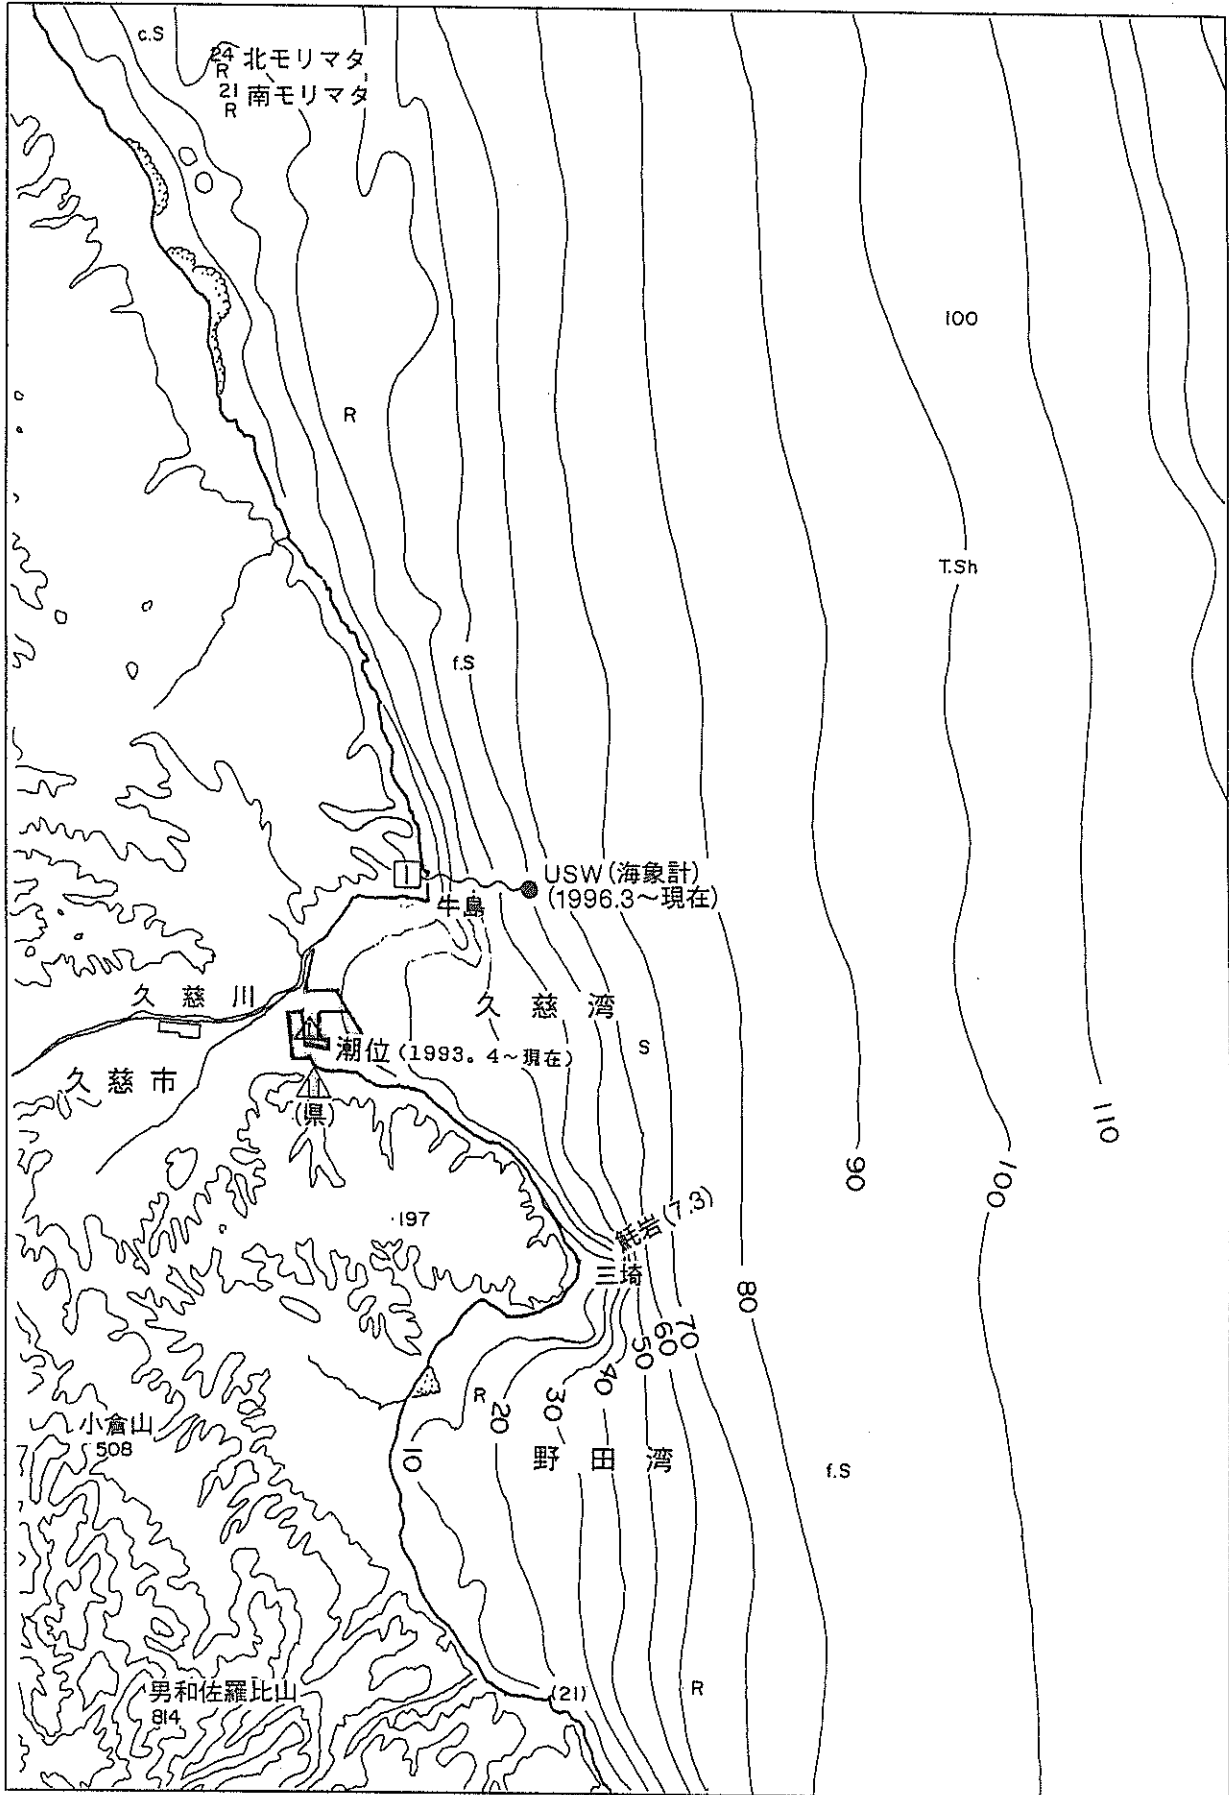 c.S
24
R
北モリマタ
21
R
南モリマタ
100
R
T.Sh
f.S
USW(海象計)
(1996.3～現在)
牛島
久慈川
久慈湾
潮位(1993。4～現在)
S
久慈市
(県)
110
90
100
・197
(7.3)
三埼
80
70
60
50
40
30
20
10
R
小倉山
508
野田湾
f.S
男和佐羅比山
814
(21)
R